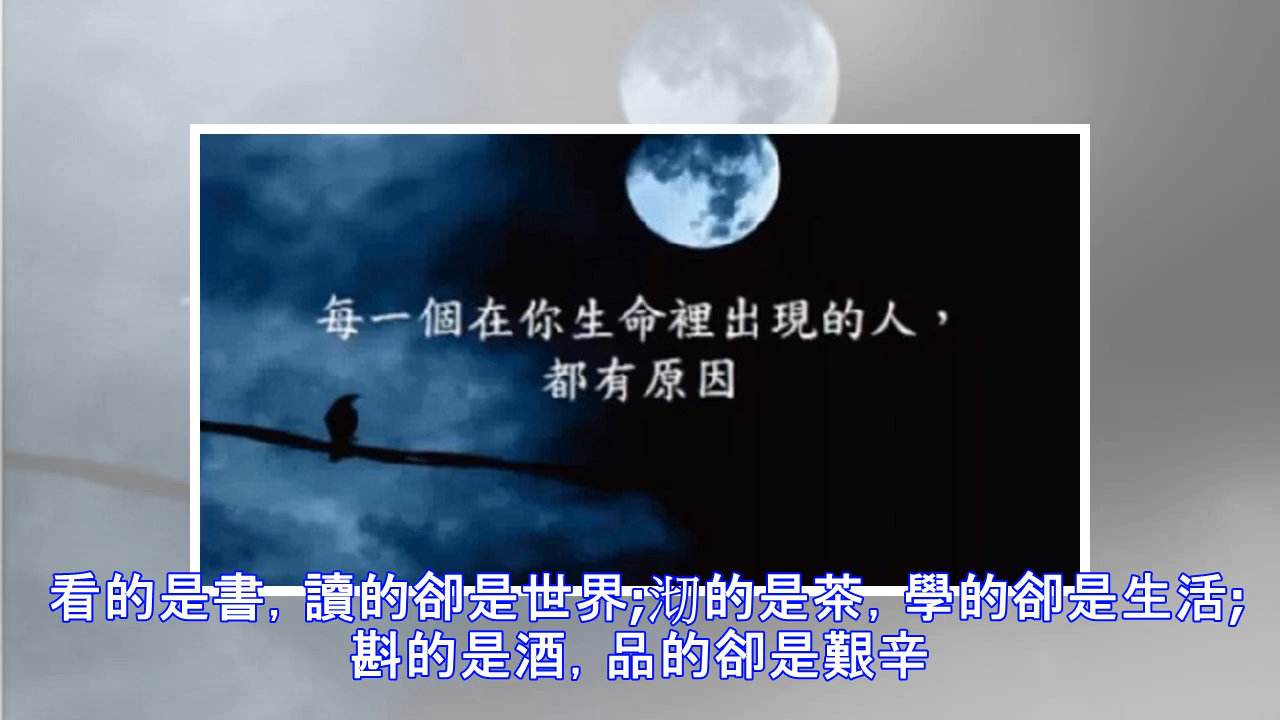 每一個在你生命裡出現的人，
都有原因
看的是書, 讀的卻是世界;沏的是茶, 學的卻是生活;
斟的是酒, 品的卻是艱辛